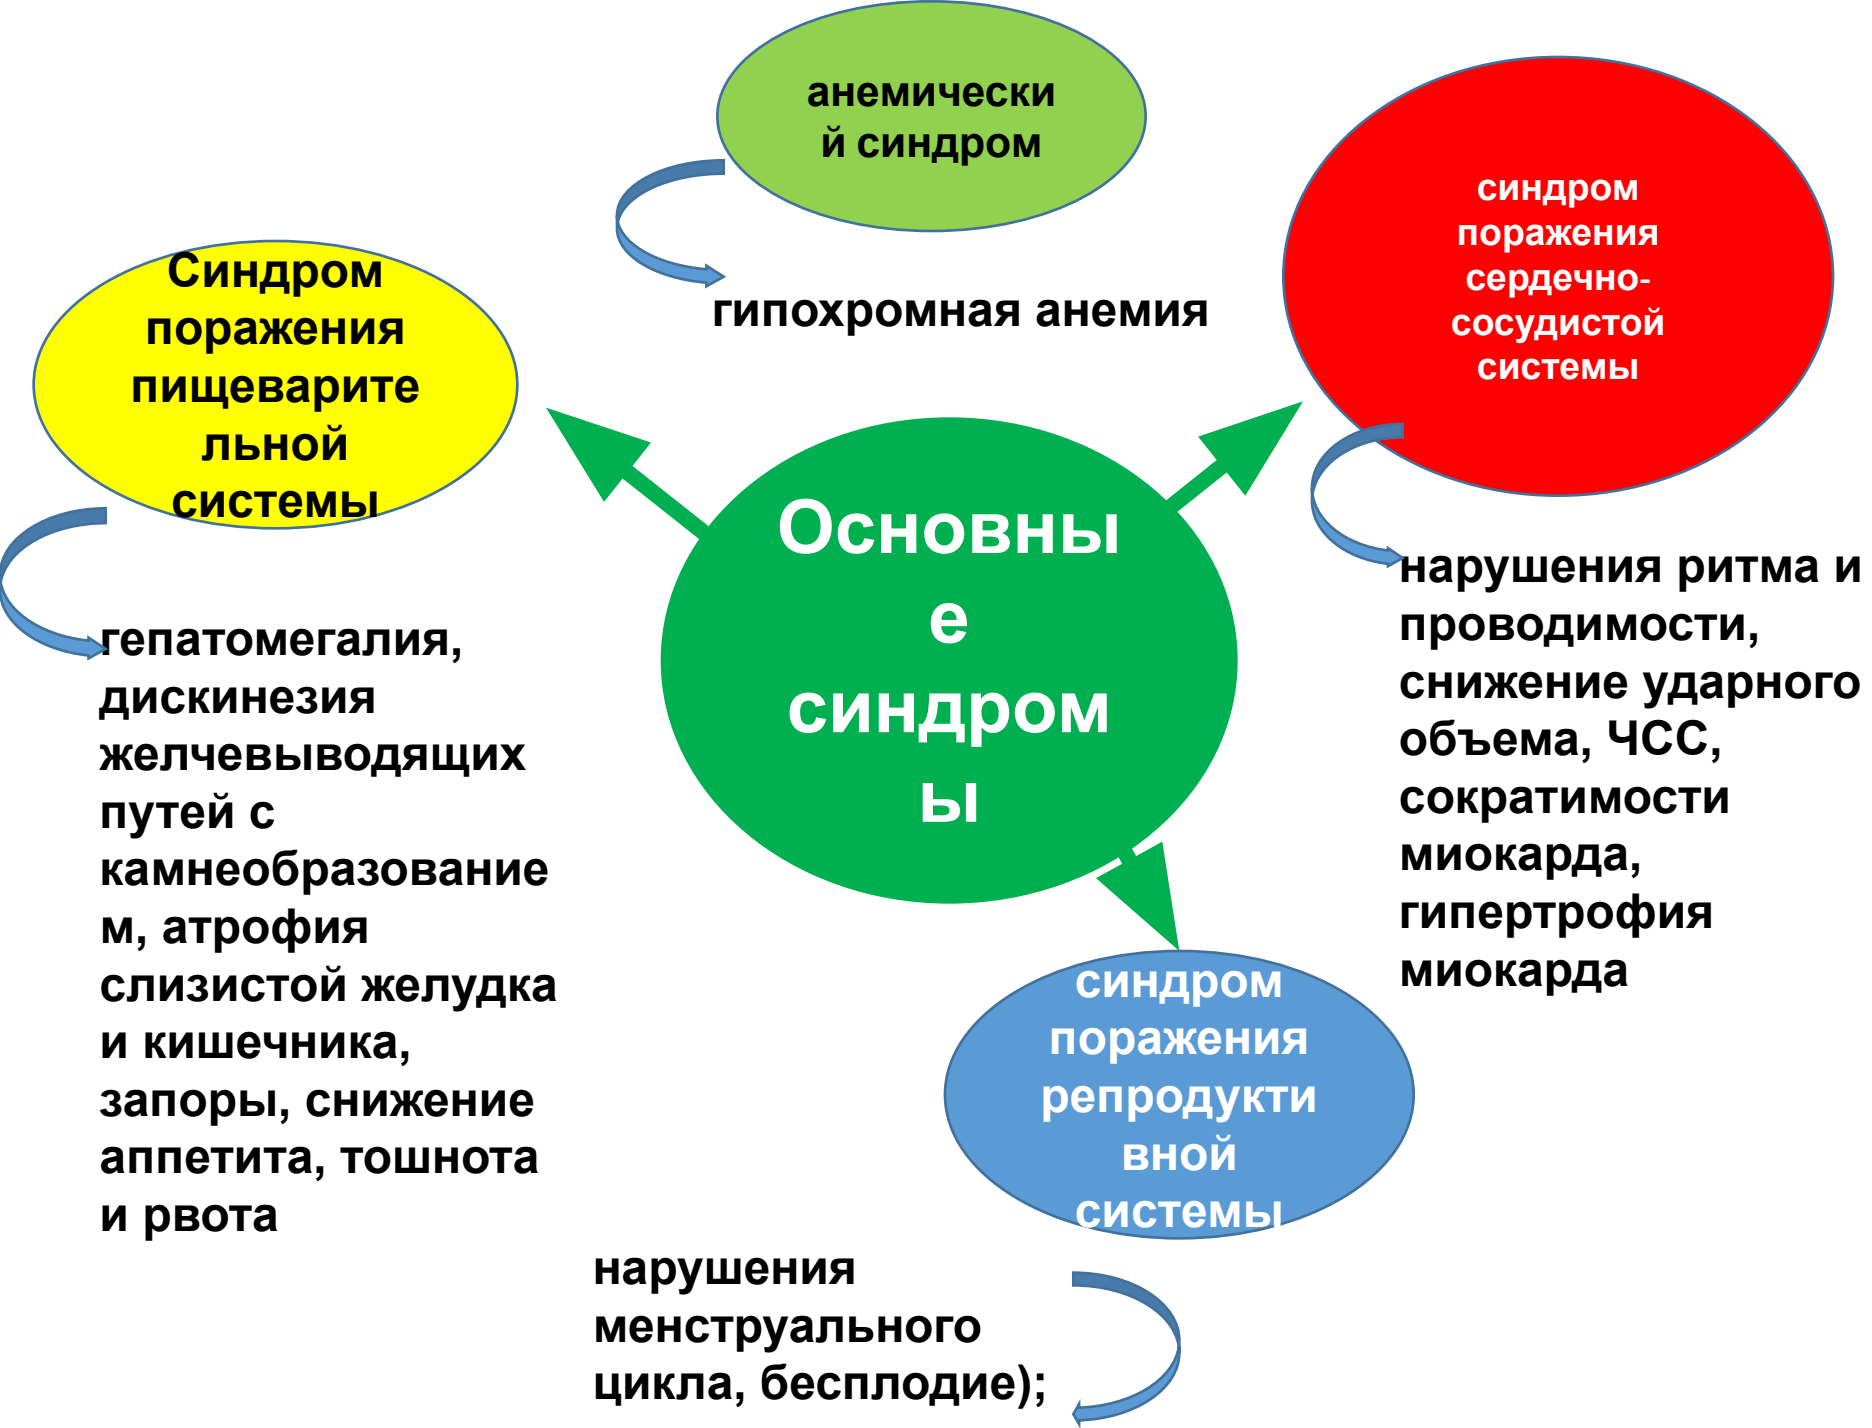 анемически
й синдром
гипохромная анемия
синдром
поражения
сердечно-
сосудистой
системы
Синдром
поражения
пищеварите
льной
системы
Основны
е
синдром
ы
нарушения ритма и
проводимости,
снижение ударного
объема, ЧСС,
сократимости
миокарда,
гипертрофия
миокарда
гепатомегалия,
дискинезия
желчевыводящих
путей с
камнеобразование
м, атрофия
слизистой желудка
и кишечника,
запоры, снижение
аппетита, тошнота
и рвота
синдром
поражения
репродукти
вной
системы
нарушения
менструального
цикла, бесплодие);